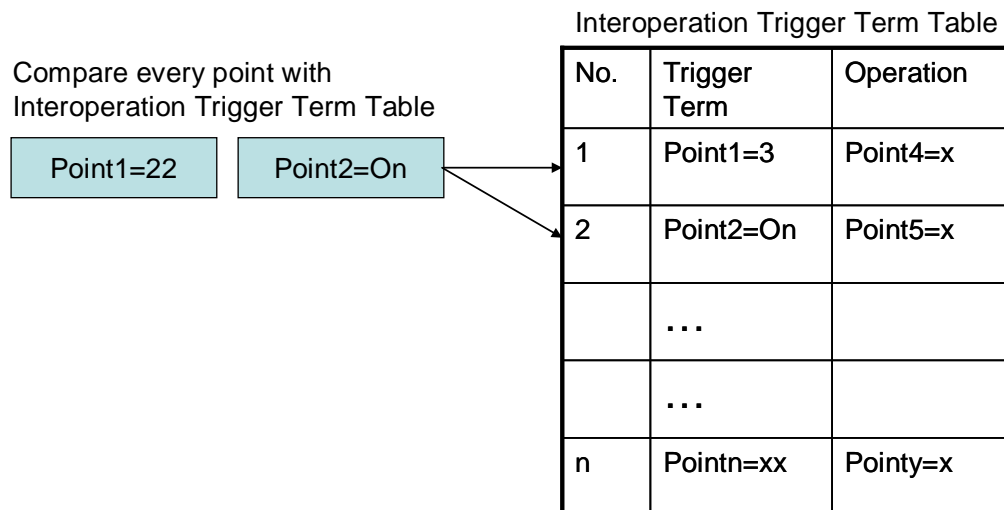 Interoperation Trigger Term Table
Compare every point with
Interoperation Trigger Term Table
Point1=22 Point2=On
No. Trigger Term Operation
1 Point1=3 Point4=x
2 Point2=On Point5=x
...
...
n Pointn=xx Pointy=x